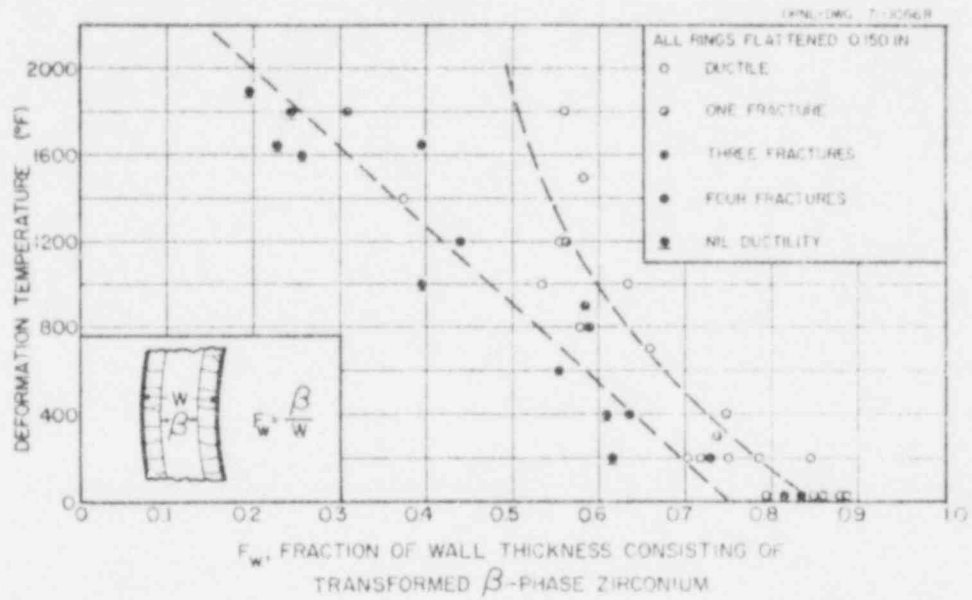 ALL RINGS FLATTENED 0.150 IN.
DUCTILE
ONE FRACTURE
THREE FRACTURES
FOUR FRACTURES
NIL DUCTILITY
DEFORMATION TEMPERATURE (°F)
2000
1600
1200
800
400
0
W
β
F_w = β/W
0 0.1 0.2 0.3 0.4 0.5 0.6 0.7 0.8 0.9 1.0
F_w, FRACTION OF WALL THICKNESS CONSISTING OF
TRANSFORMED β-PHASE ZIRCONIUM